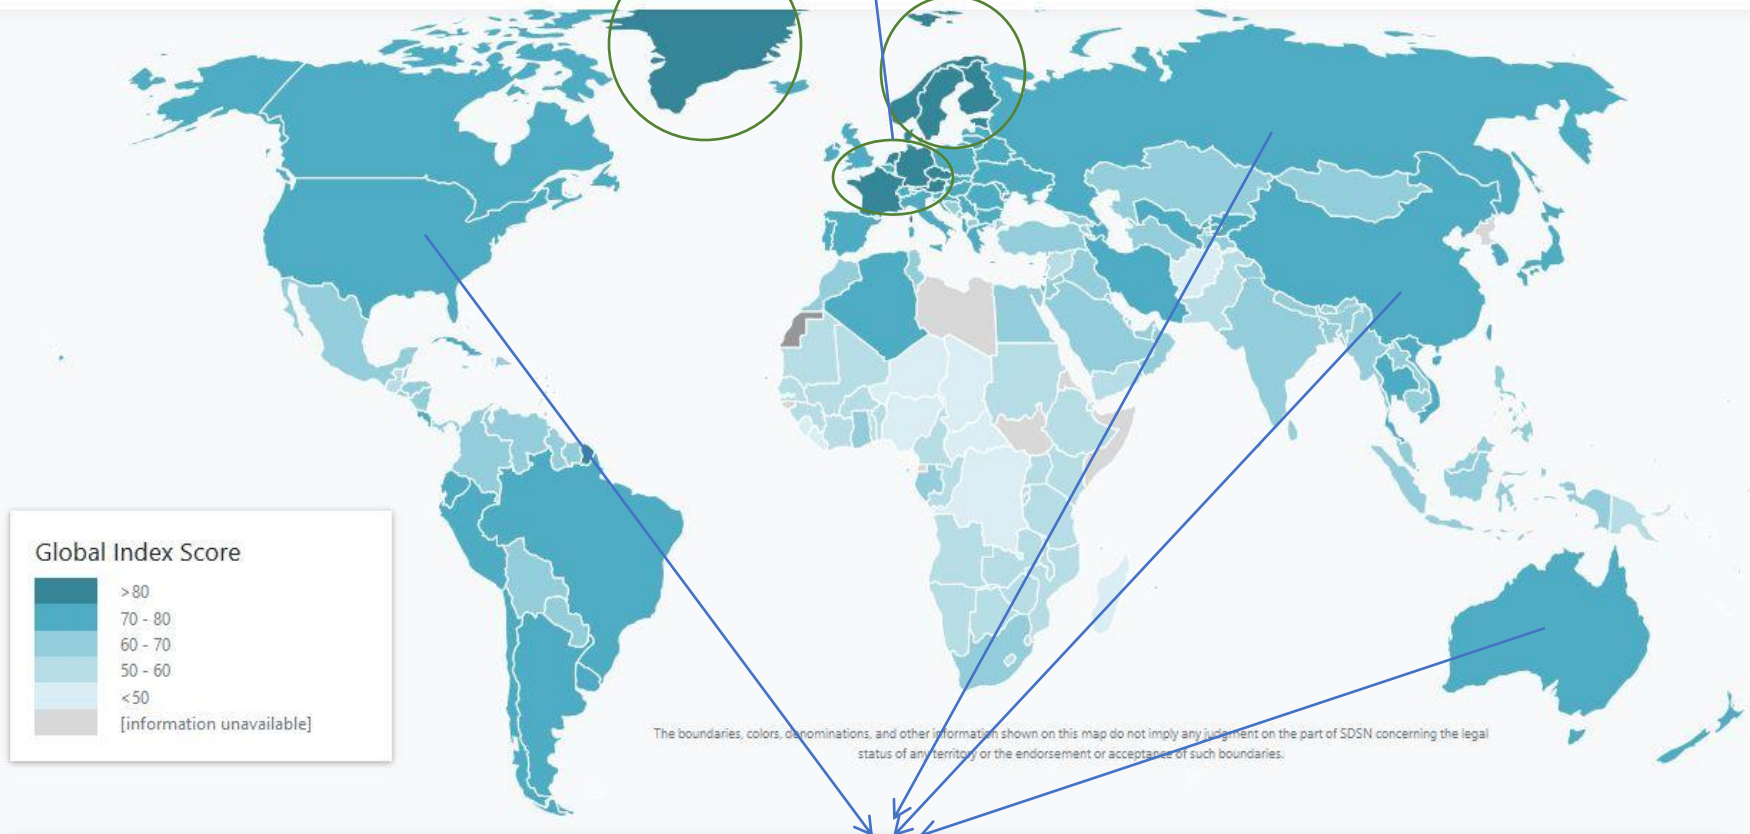 Global Index Score
>80
70 - 80
60 - 70
50 - 60
<50
[information unavailable]
The boundaries, colors, denominations, and other information shown on this map do not imply any judgment on the part of SDSN concerning the legal
status of any territory or the endorsement or acceptance of such boundaries.